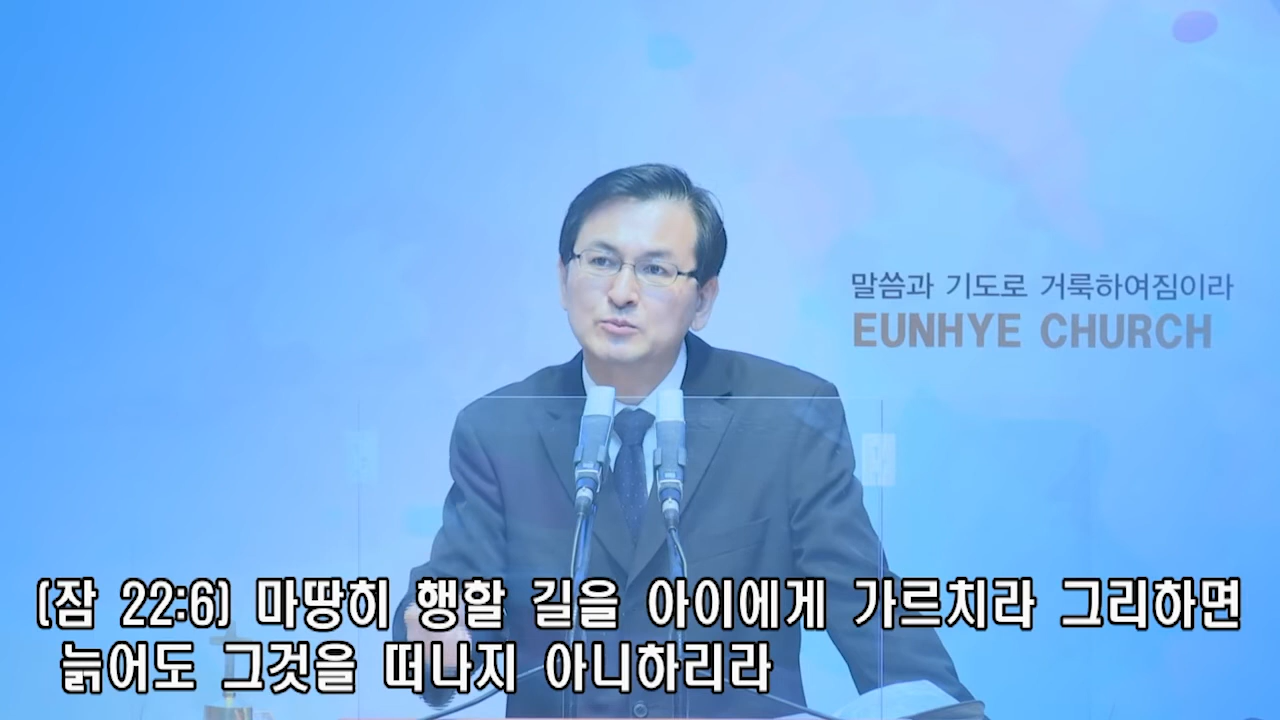 말씀과 기도로 거룩하여짐이라
EUNHYE CHURCH
(잠 22:6) 마땅히 행할 길을 아이에게 가르치라 그리하면
늙어도 그것을 떠나지 아니하리라